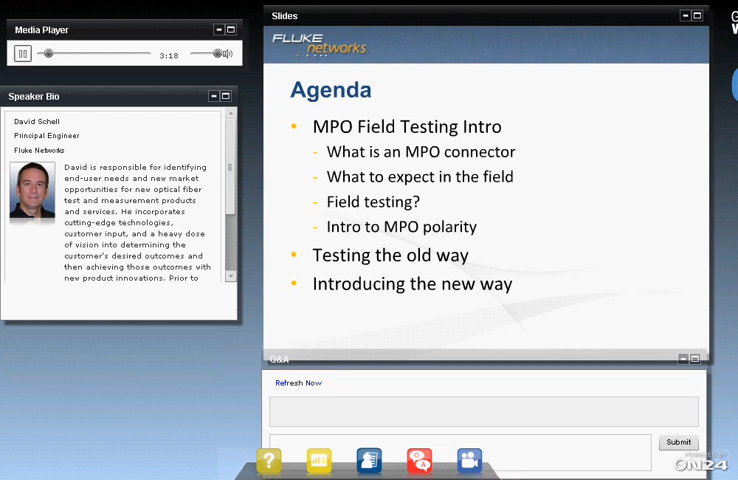 Media Player
3:18
Speaker Bio
David Schell
Principal Engineer
Fluke Networks
David is responsible for identifying
end-user needs and new market
opportunities for new optical fiber
test and measurement products
and services. He incorporates
cutting-edge technologies,
customer input, and a heavy dose
of vision into determining the
customer's desired outcomes and
then achieving those outcomes with
new product innovations. Prior to
Slides
FLUKE
networks
Agenda
• MPO Field Testing Intro
- What is an MPO connector
- What to expect in the field
- Field testing?
- Intro to MPO polarity
• Testing the old way
• Introducing the new way
Q&A
Refresh Now
Submit
?
Q
A
POWERED BY
ON24